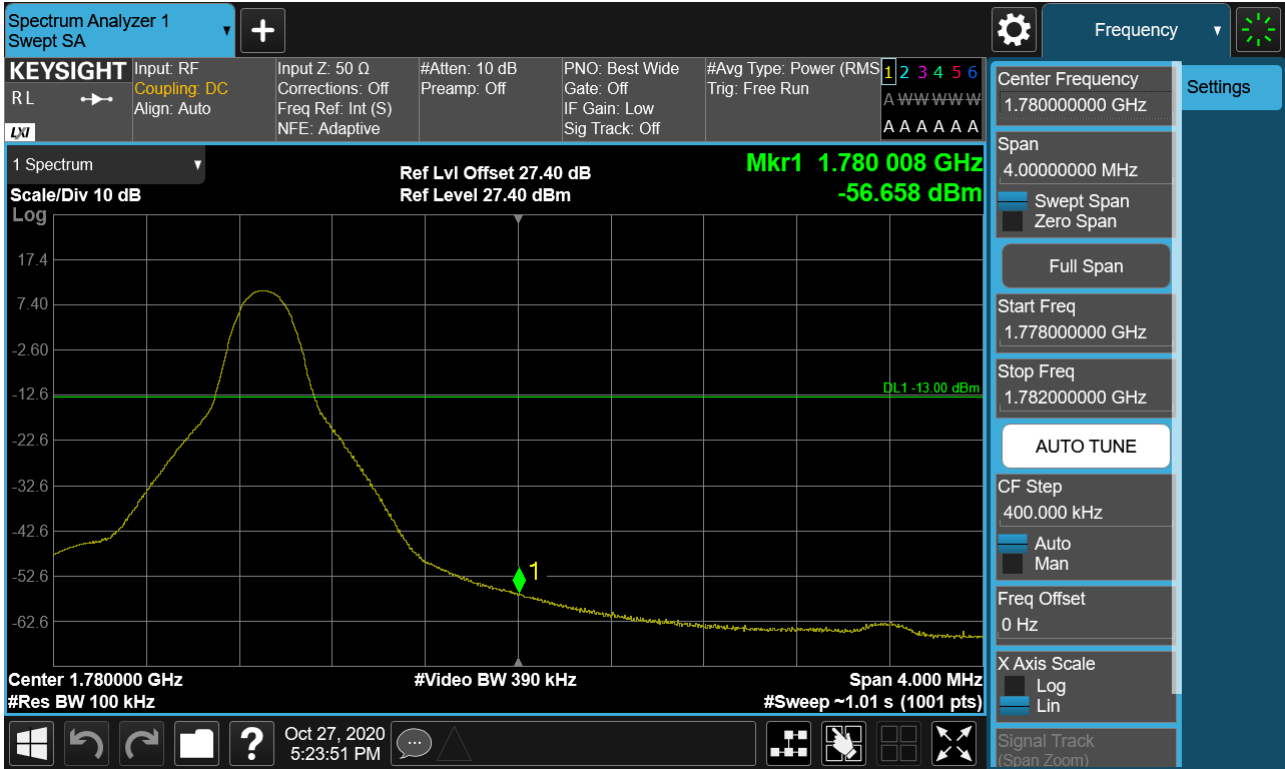 Spectrum Analyzer 1
Swept SA
Frequency
KEYSIGHT
R L
LXI
Input: RF
Coupling: DC
Align: Auto
Input Z: 50 Ω
Corrections: Off
Freq Ref: Int (S)
NFE: Adaptive
#Atten: 10 dB
Preamp: Off
PNO: Best Wide
Gate: Off
IF Gain: Low
Sig Track: Off
#Avg Type: Power (RMS
Trig: Free Run
1 2 3 4 5 6
A W W W W W
A A A A A A
1 Spectrum
Scale/Div 10 dB
Log
Ref Lvl Offset 27.40 dB
Ref Level 27.40 dBm
Mkr1 1.780 008 GHz
-56.658 dBm
17.4
7.40
-2.60
-12.6
-22.6
-32.6
-42.6
-52.6
-62.6
DL1 -13.00 dBm
1
Center 1.780000 GHz
#Res BW 100 kHz
#Video BW 390 kHz
Span 4.000 MHz
#Sweep ~1.01 s (1001 pts)
Center Frequency
1.780000000 GHz
Span
4.00000000 MHz
Swept Span
Zero Span
Full Span
Start Freq
1.778000000 GHz
Stop Freq
1.782000000 GHz
AUTO TUNE
CF Step
400.000 kHz
Auto
Man
Freq Offset
0 Hz
X Axis Scale
Log
Lin
Signal Track
(Span Zoom)
Settings
?
Oct 27, 2020
5:23:51 PM